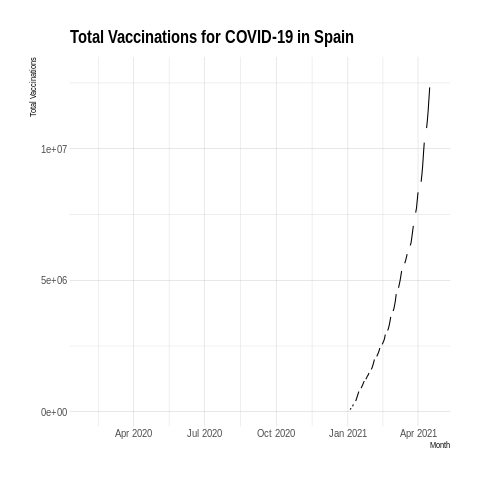 Total Vaccinations for COVID-19 in Spain
Total Vaccinations
1e+07
5e+06
0e+00
Apr 2020 Jul 2020 Oct 2020 Jan 2021 Apr 2021
Month